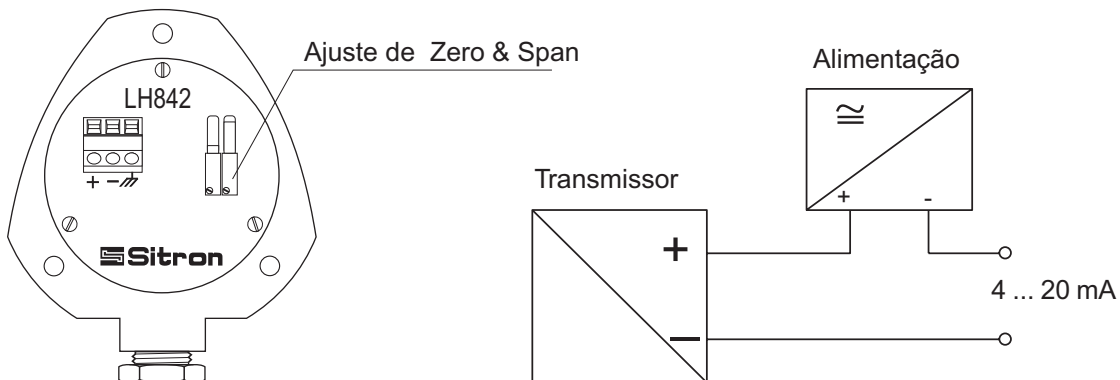 Ajuste de Zero & Span
LH842
+ -
Sitron
Alimentação
≅
+ -
Transmissor
+
4 ... 20 mA
-